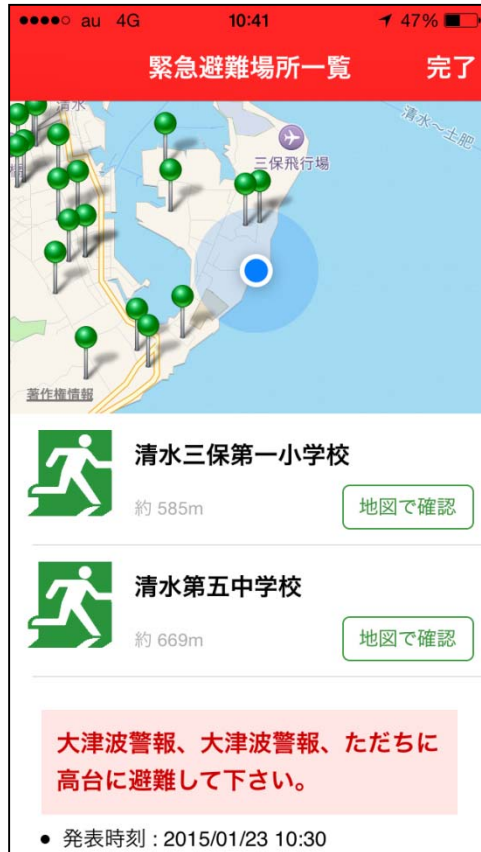 au 4G 10:41 47%
緊急避難場所一覧 完了
清水
清水~土肥
三保飛行場
著作権情報
清水三保第一小学校
約 585m 地図で確認
清水第五中学校
約 669m 地図で確認
大津波警報、大津波警報、ただちに
高台に避難して下さい。
• 発表時刻 : 2015/01/23 10:30